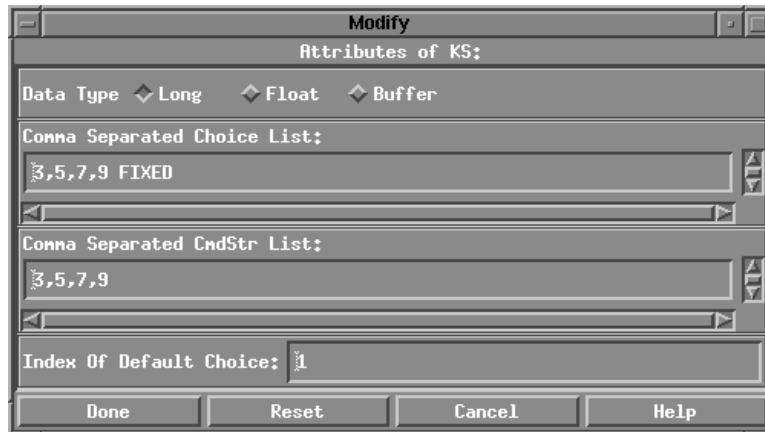 Modify
Attributes of KS:
Data Type Long Float Buffer
Comma Separated Choice List:
3,5,7,9 FIXED
Comma Separated CmdStr List:
3,5,7,9
Index Of Default Choice: 1
Done Reset Cancel Help